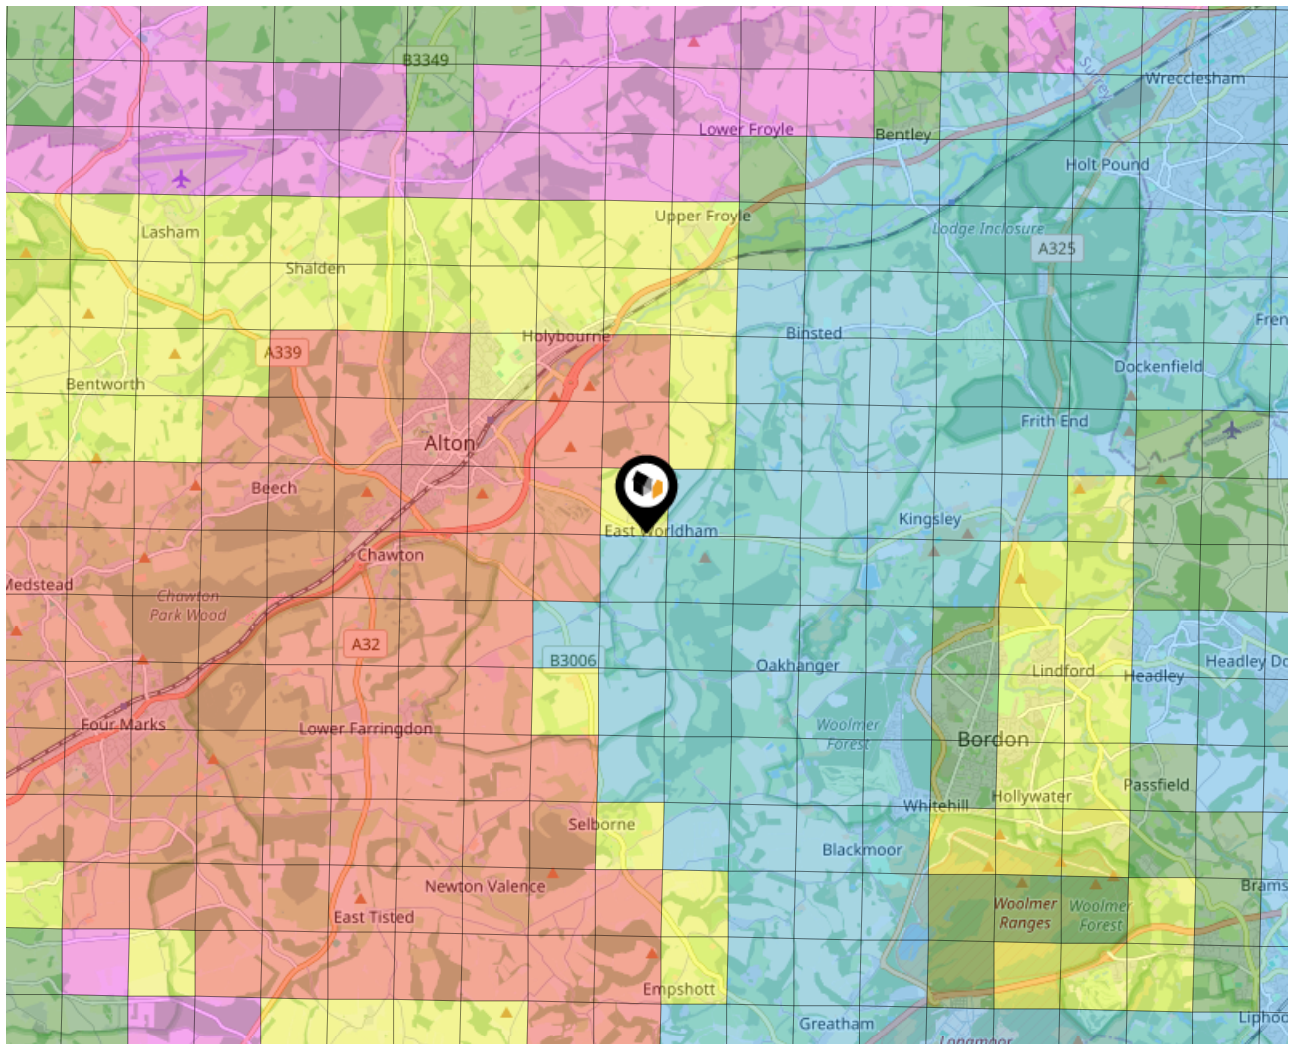 B3349
Surrey
Wrecclesham
Lower Froyle
Bentley
Holt Pound
Upper Froyle
Lasham
Lodge Inclosure
A325
Shalden
Binsted
Holybourne
A339
Dockenfield
Bentworth
Frith End
Alton
Beech
Kingsley
East Worldham
Chawton
Medstead
Chawton
Park Wood
A32
B3006
Oakhanger
Lindford
Headley
Headley Do
Four Marks
Lower Farringdon
Woolmer
Forest
Bordon
Passfield
Hollywater
Whitehill
Selborne
Blackmoor
Newton Valence
Brams
East Tisted
Woolmer
Ranges
Woolmer
Forest
Empshott
Greatham
Liphoo
Longmoor
Fren